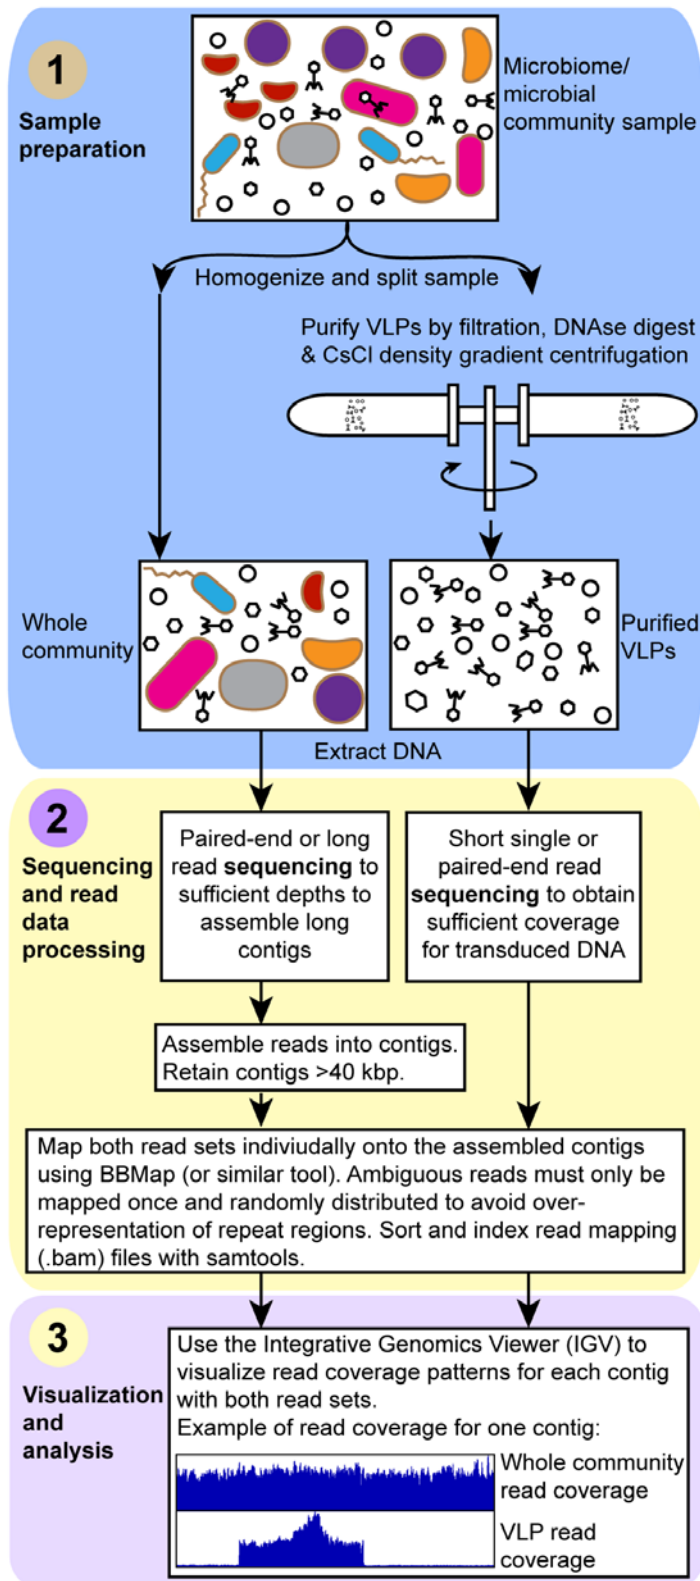 1
Sample
preparation
Microbiome/
microbial
community sample
Homogenize and split sample
Purify VLPs by filtration, DNAse digest
& CsCl density gradient centrifugation
Whole
community
Purified
VLPs
Extract DNA
2
Sequencing
and read
data
processing
Paired-end or long
read sequencing to
sufficient depths to
assemble long
contigs
Short single or
paired-end read
sequencing to obtain
sufficient coverage
for transduced DNA
Assemble reads into contigs.
Retain contigs >40 kbp.
Map both read sets indiviudally onto the assembled contigs
using BBMap (or similar tool). Ambiguous reads must only be
mapped once and randomly distributed to avoid over-
representation of repeat regions. Sort and index read mapping
(.bam) files with samtools.
3
Visualization
and
analysis
Use the Integrative Genomics Viewer (IGV) to
visualize read coverage patterns for each contig
with both read sets.
Example of read coverage for one contig:
Whole community
read coverage
VLP read
coverage